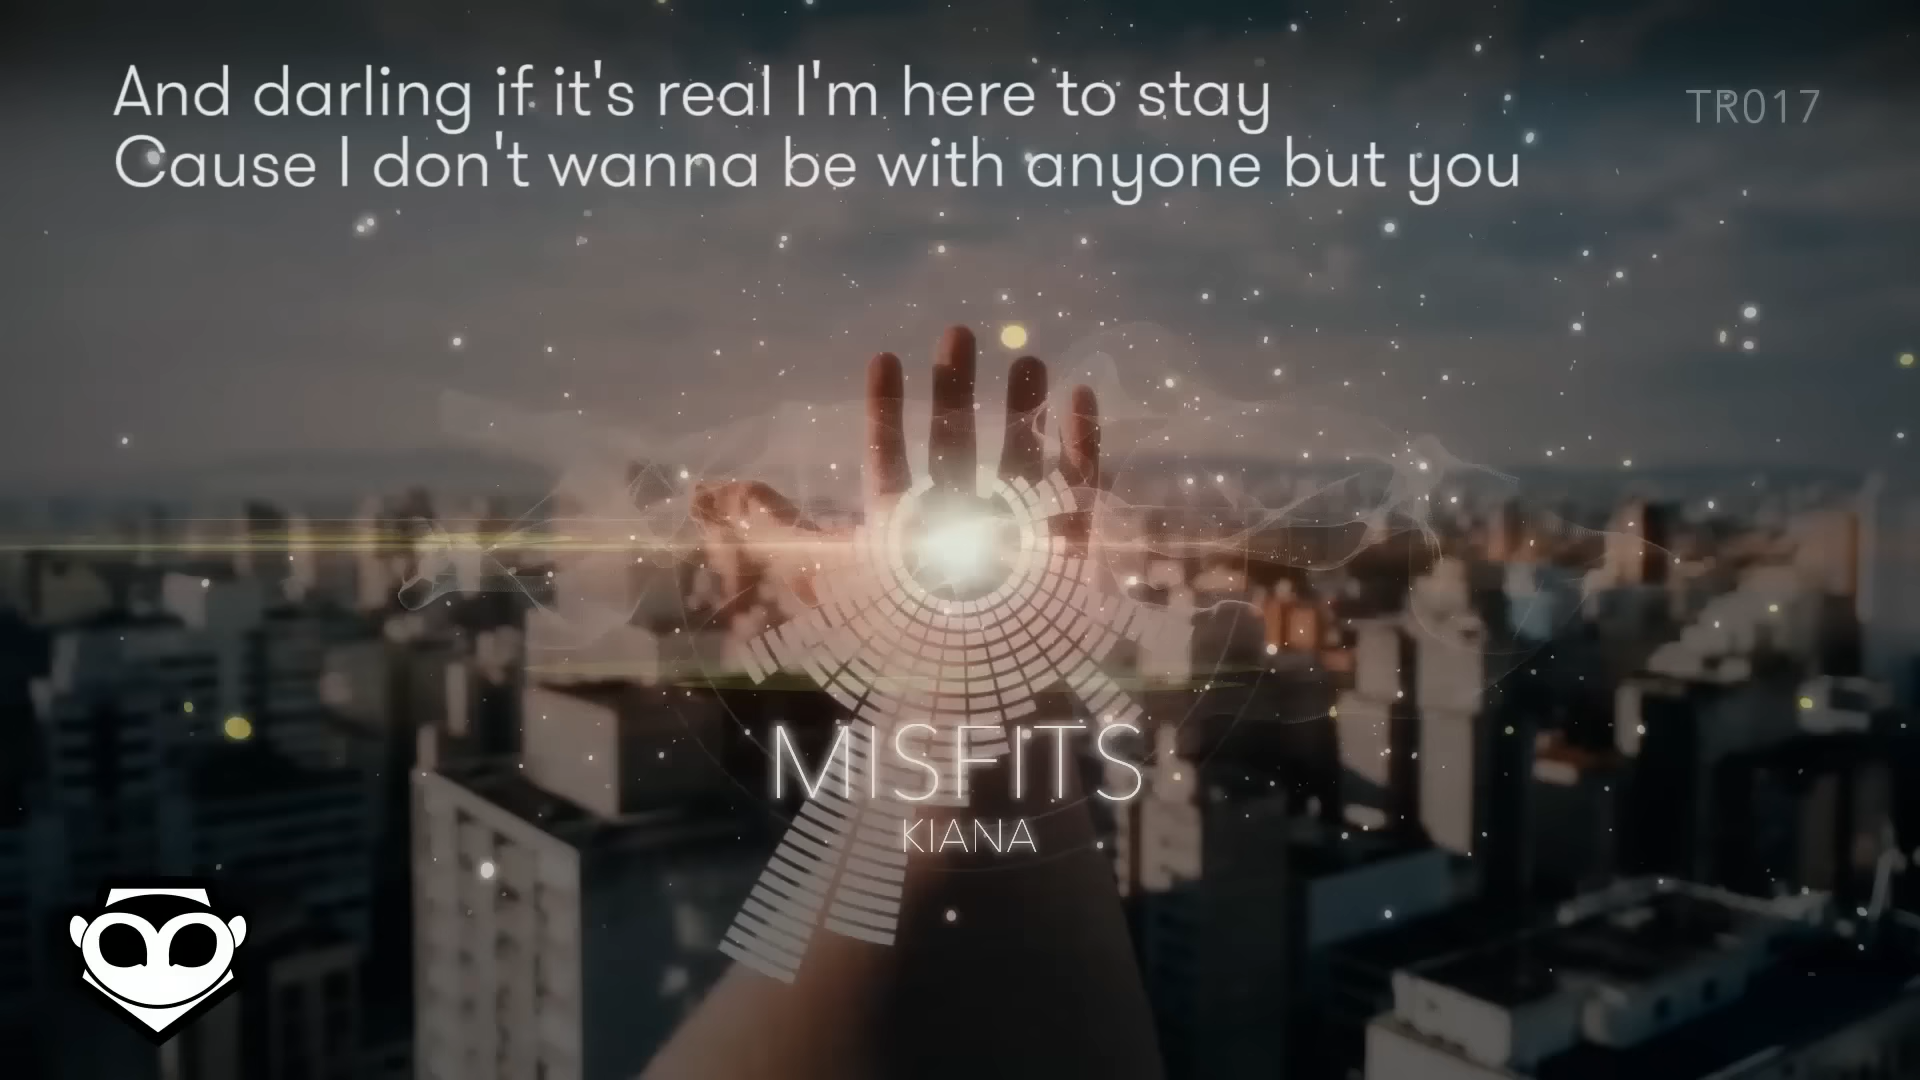 And darling if it's real I'm here to stay
Cause I don't wanna be with anyone but you
TR017
MISFITS
KIANA